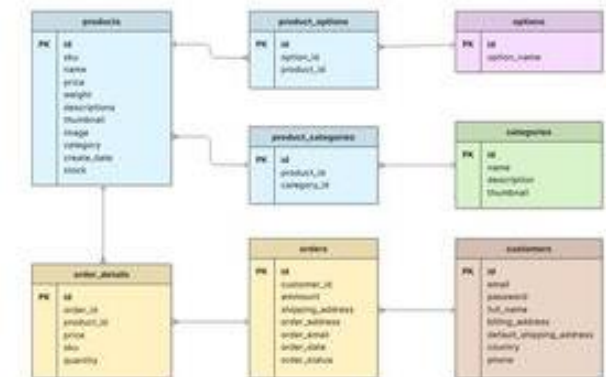 products
PK id
sku
name
price
weight
descriptions
thumbnail
image
category
create_date
stock
product_options
PK id
option_id
product_id
options
PK id
option_name
product_categories
PK id
product_id
category_id
categories
PK id
name
description
thumbnail
order_details
PK id
order_id
product_id
price
sku
quantity
orders
PK id
customer_id
ammount
shipping_address
order_address
order_email
order_date
order_status
customers
PK id
email
password
full_name
billing_address
default_shipping_address
country
phone